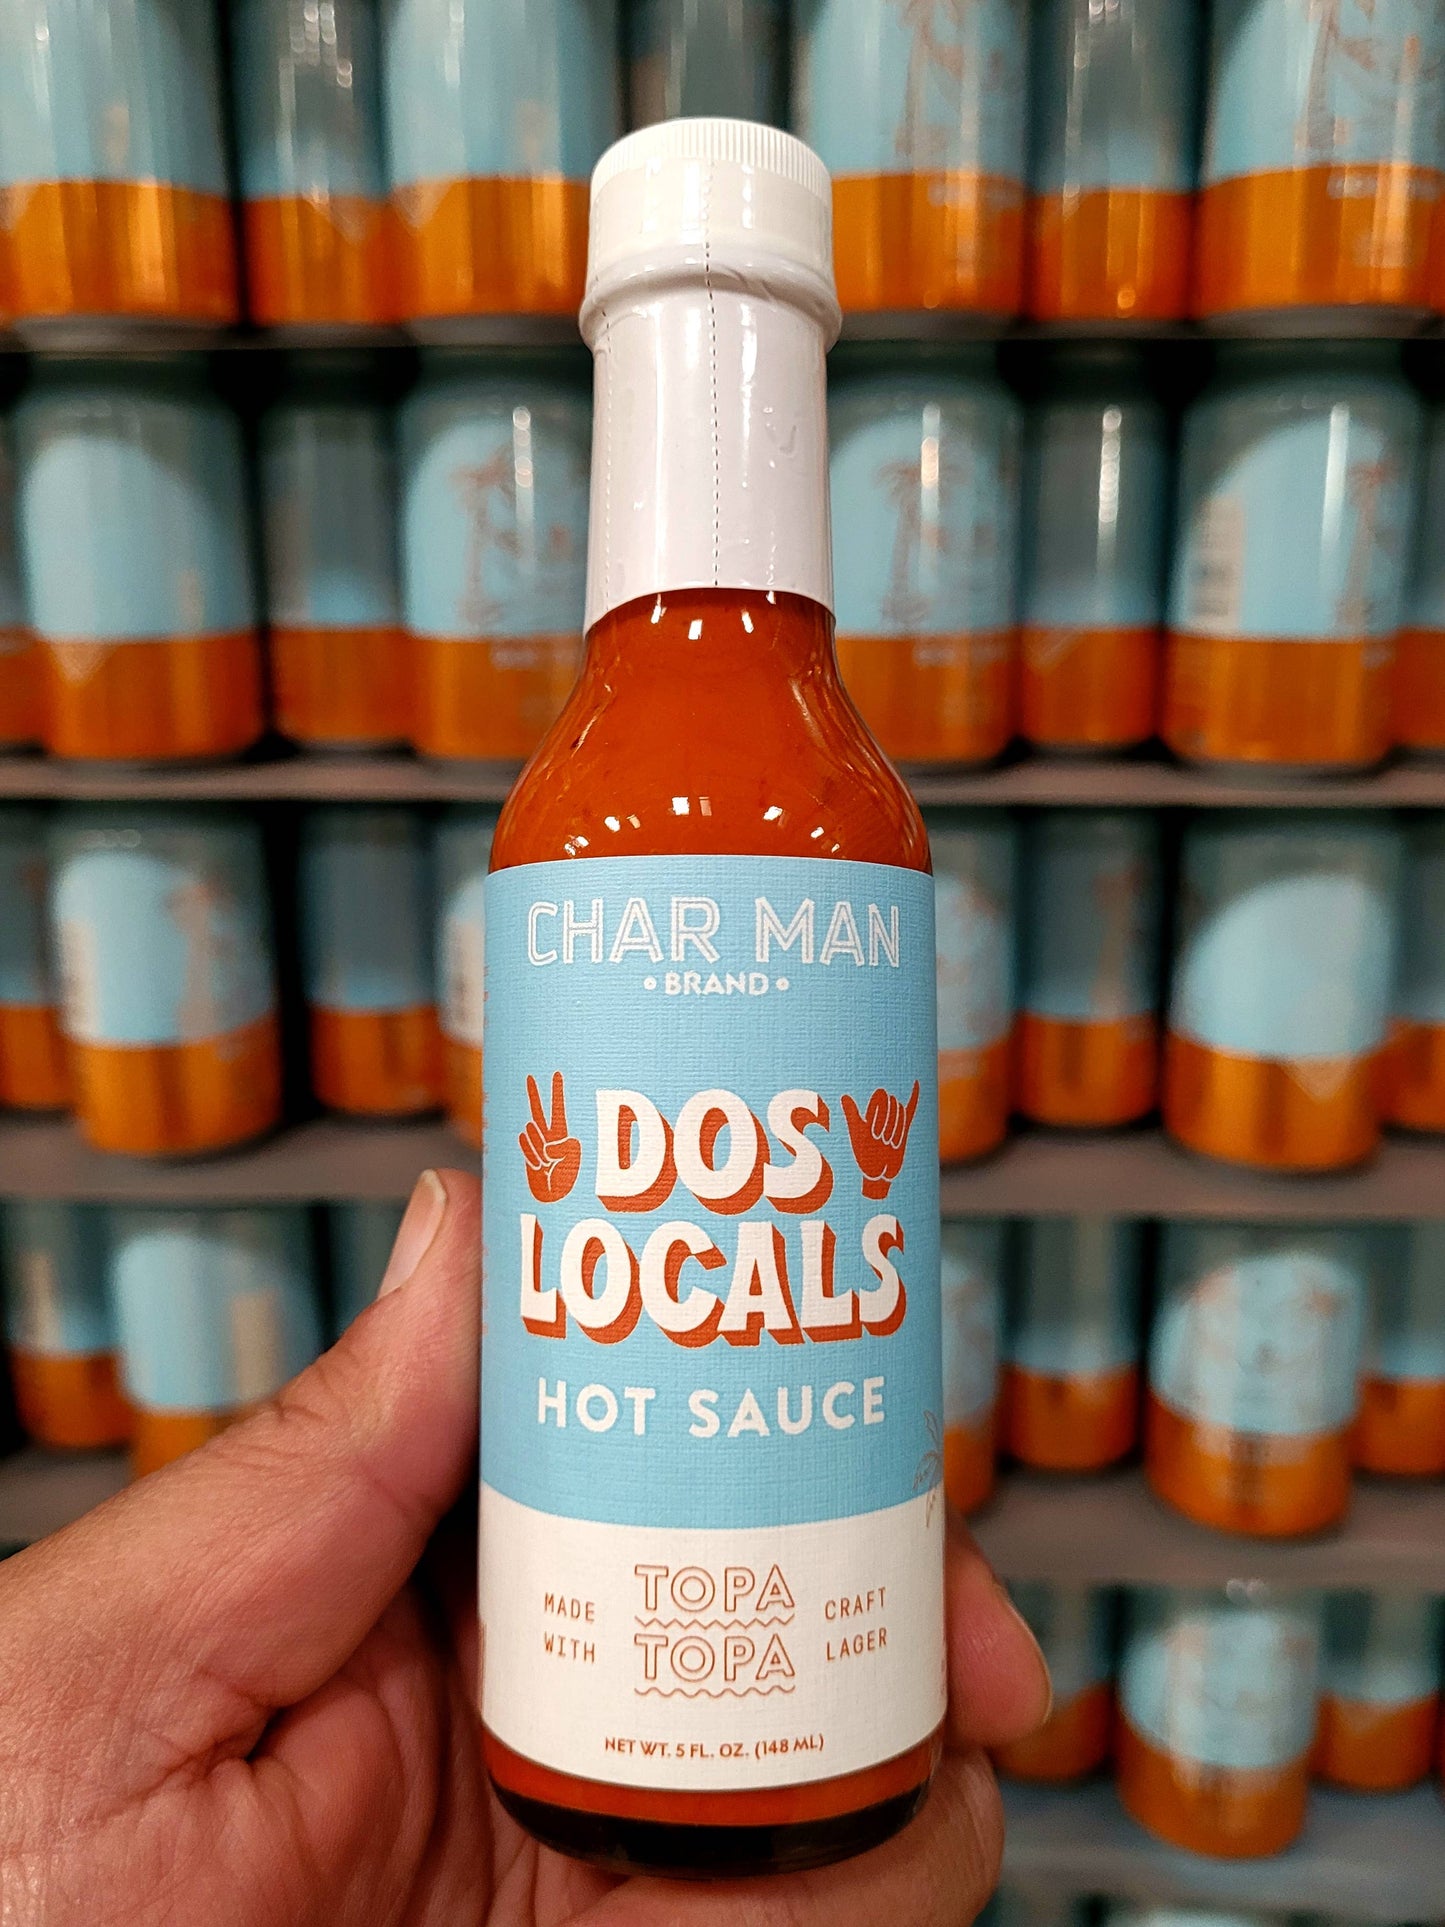 CHAR MAN
• BRAND •
DOS
LOCALS
HOT SAUCE
MADE
WITH
TOPA
TOPA
CRAFT
LAGER
NET WT. 5 FL. OZ. (148 ML)